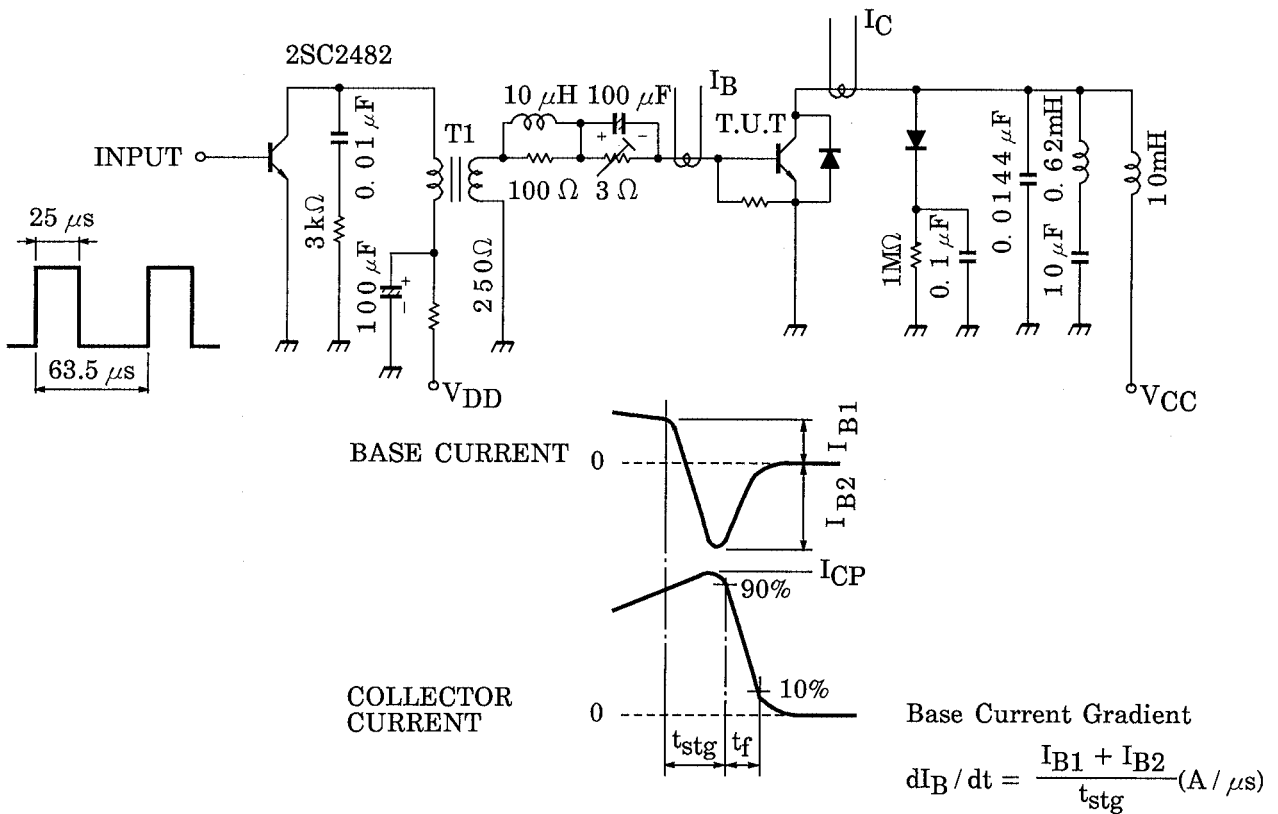 I_C
2SC2482
10 μH
100 μF
I_B
T.U.T
0.01 μF
T1
+ −
INPUT
100 Ω
3 Ω
3kΩ
25 μs
100 μF
+
−
250Ω
1MΩ
0.1 μF
0.0144 μF
0.62mH
10 μF
10mH
63.5 μs
V_DD
V_CC
BASE CURRENT
0
I_B1
I_B2
I_CP
90%
10%
COLLECTOR
CURRENT
0
t_stg
t_f
Base Current Gradient
dI_B / dt = (I_B1 + I_B2) / t_stg (A / μs)